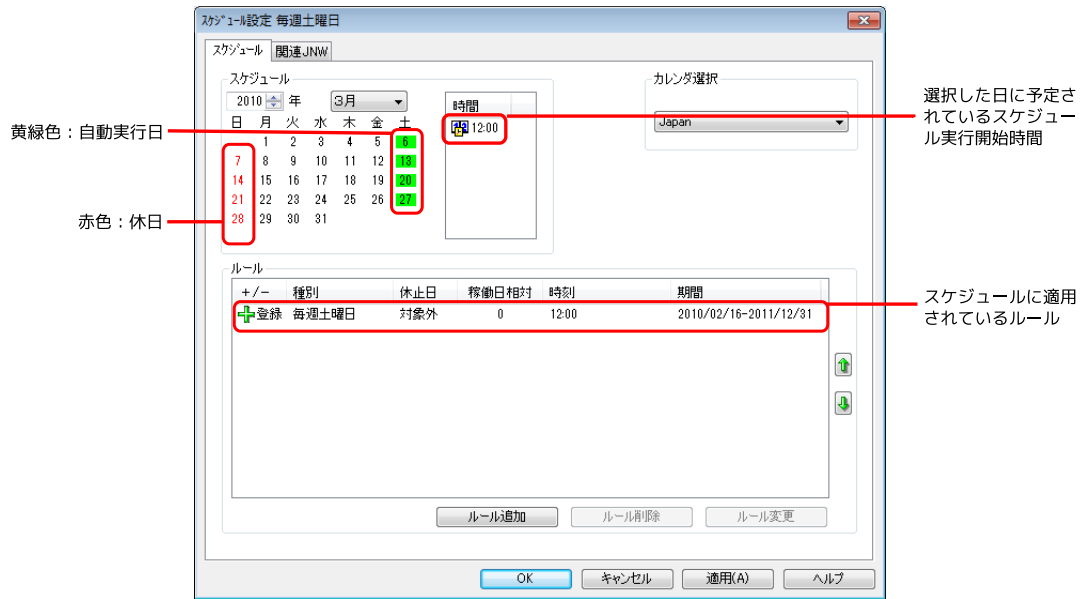 スケジュール設定 毎週土曜日
スケジュール 関連JNW
スケジュール
2010 年 3月
日 月 火 水 木 金 土
1 2 3 4 5 6
7 8 9 10 11 12 13
14 15 16 17 18 19 20
21 22 23 24 25 26 27
28 29 30 31
時間
12:00
カレンダ選択
Japan
黄緑色：自動実行日
赤色：休日
選択した日に予定さ
れているスケジュー
ル実行開始時間
ルール
+/− 種別 休止日 稼働日相対 時刻 期間
登録 毎週土曜日 対象外 0 12:00 2010/02/16-2011/12/31
スケジュールに適用
されているルール
ルール追加 ルール削除 ルール変更
OK キャンセル 適用(A) ヘルプ